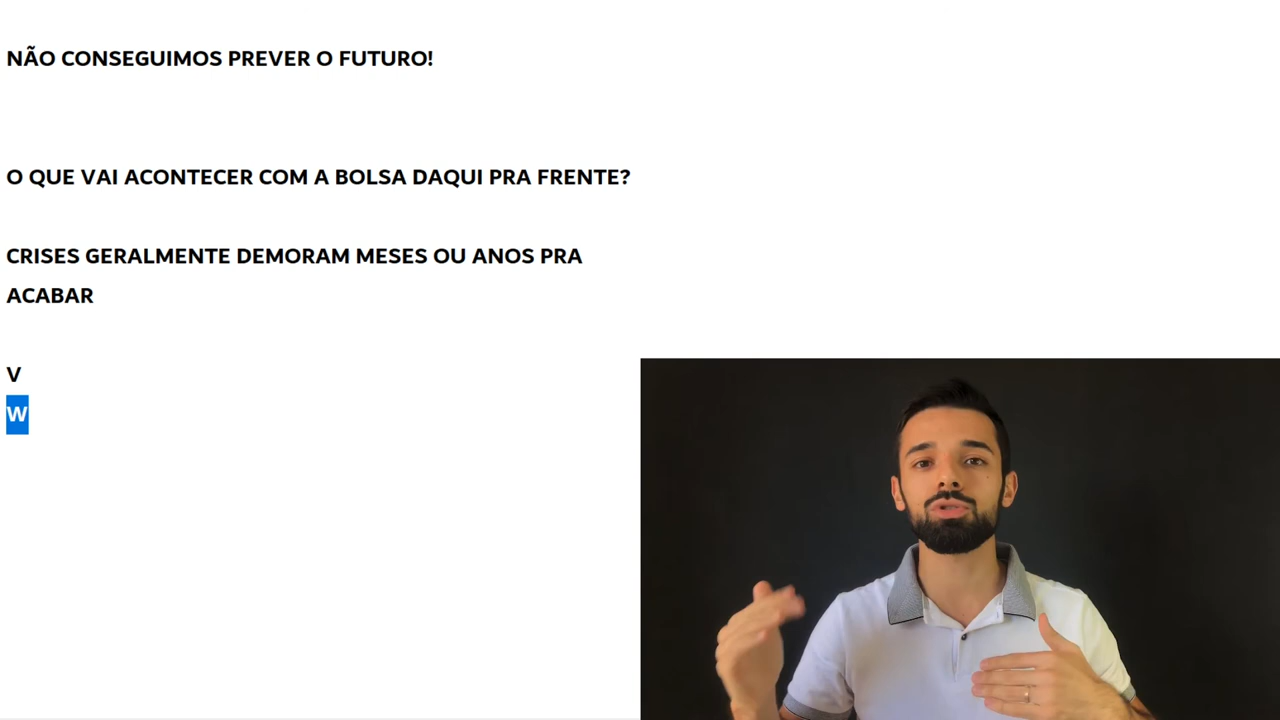 NÃO CONSEGUIMOS PREVER O FUTURO!
O QUE VAI ACONTECER COM A BOLSA DAQUI PRA FRENTE?
CRISES GERALMENTE DEMORAM MESES OU ANOS PRA
ACABAR
V
W